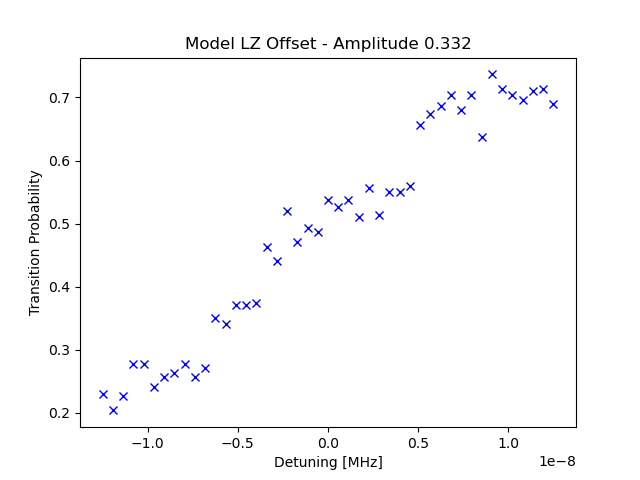 Model LZ Offset - Amplitude 0.332
Transition Probability
0.7
0.6
0.5
0.4
0.3
0.2
−1.0 −0.5 0.0 0.5 1.0
1e−8
Detuning [MHz]